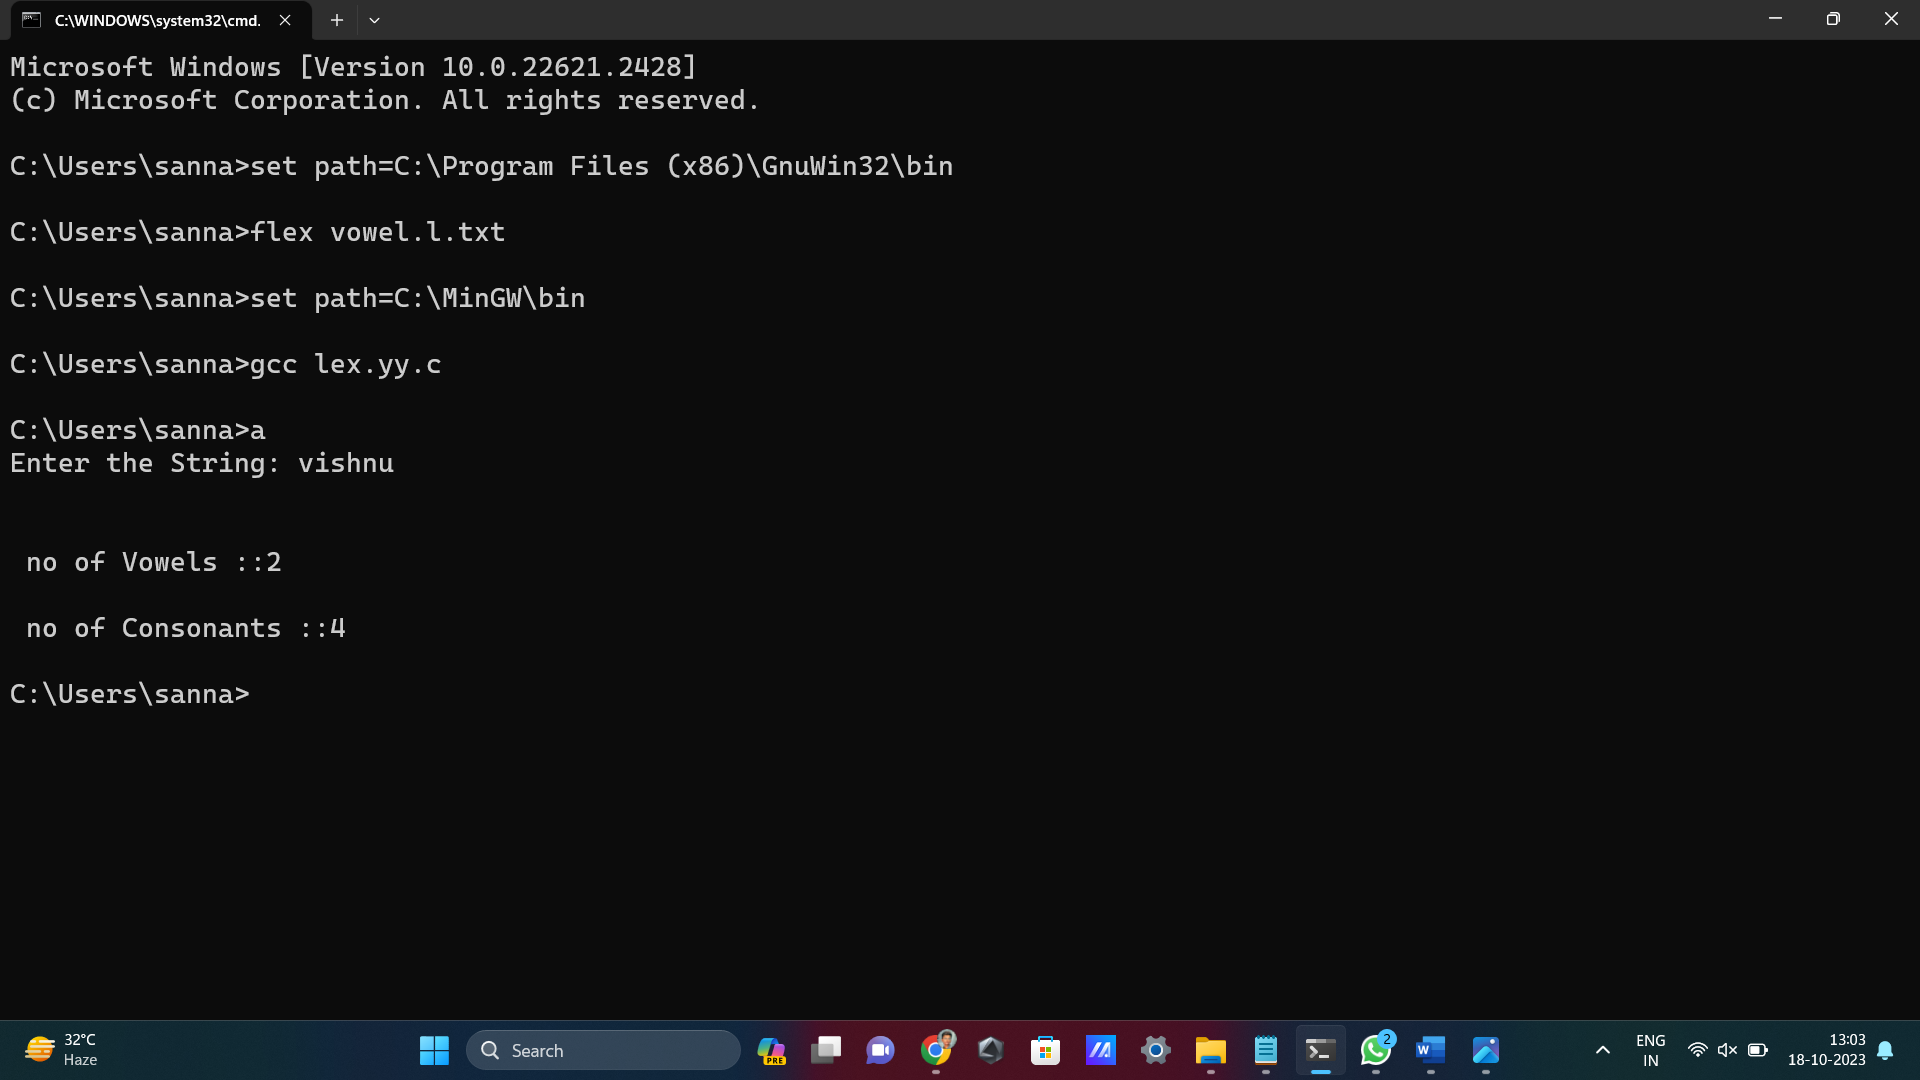 C:\WINDOWS\system32\cmd.
Microsoft Windows [Version 10.0.22621.2428]
(c) Microsoft Corporation. All rights reserved.
C:\Users\sanna>set path=C:\Program Files (x86)\GnuWin32\bin
C:\Users\sanna>flex vowel.l.txt
C:\Users\sanna>set path=C:\MinGW\bin
C:\Users\sanna>gcc lex.yy.c
C:\Users\sanna>a
Enter the String: vishnu
no of Vowels ::2
no of Consonants ::4
C:\Users\sanna>
32°C
Haze
Search
PRE
2
W
ENG
IN
13:03
18-10-2023